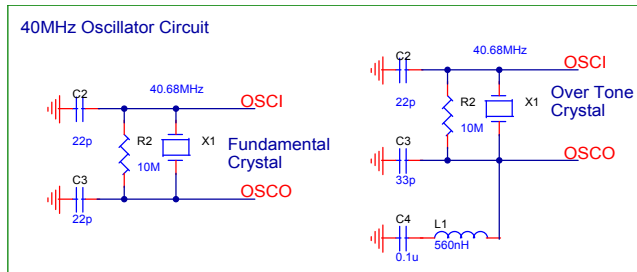 40MHz Oscillator Circuit
C2
40.68MHz
OSCI
22p
R2
X1
10M
Fundamental
Crystal
C3
OSCO
22p
40.68MHz
C2
OSCI
22p
R2
X1
10M
Over Tone
Crystal
C3
OSCO
33p
C4
L1
560nH
0.1u